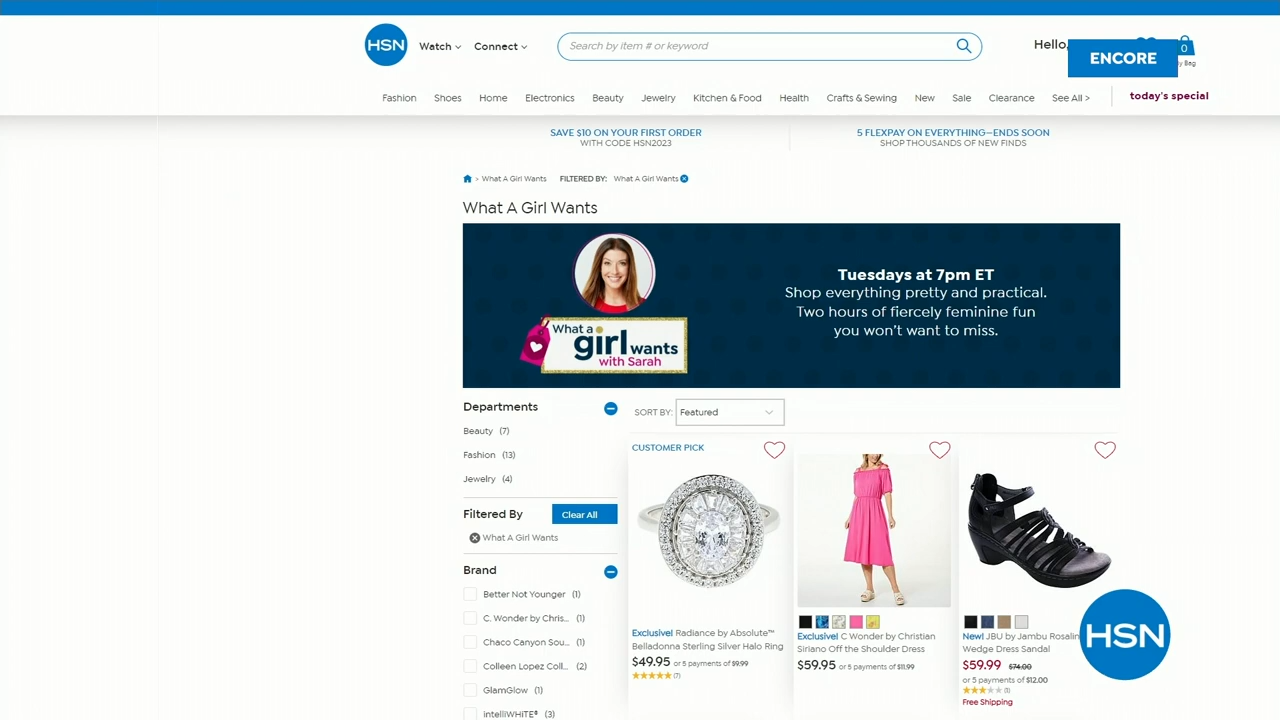 HSN
Watch
Connect
Search by item # or keyword
Hello,
ENCORE
0
Bag
Fashion
Shoes
Home
Electronics
Beauty
Jewelry
Kitchen & Food
Health
Crafts & Sewing
New
Sale
Clearance
See All >
today's special
SAVE $10 ON YOUR FIRST ORDER
WITH CODE HSN2023
5 FLEXPAY ON EVERYTHING—ENDS SOON
SHOP THOUSANDS OF NEW FINDS
> What A Girl Wants
FILTERED BY: What A Girl Wants
What A Girl Wants
What a
girl wants
with Sarah
Tuesdays at 7pm ET
Shop everything pretty and practical.
Two hours of fiercely feminine fun
you won't want to miss.
Departments
Beauty (7)
Fashion (13)
Jewelry (4)
Filtered By
Clear All
What A Girl Wants
Brand
Better Not Younger (1)
C. Wonder by Chris... (1)
Chaco Canyon Sou... (1)
Colleen Lopez Coll... (2)
GlamGlow (1)
intelliWHiTE® (3)
SORT BY: Featured
CUSTOMER PICK
Exclusive! Radiance by Absolute™
Belladonna Sterling Silver Halo Ring
$49.95 or 5 payments of $9.99
(7)
Exclusive! C Wonder by Christian
Siriano Off the Shoulder Dress
$59.95 or 5 payments of $11.99
New! JBU by Jambu Rosalin
Wedge Dress Sandal
$59.99 $74.00
or 5 payments of $12.00
(1)
Free Shipping
HSN